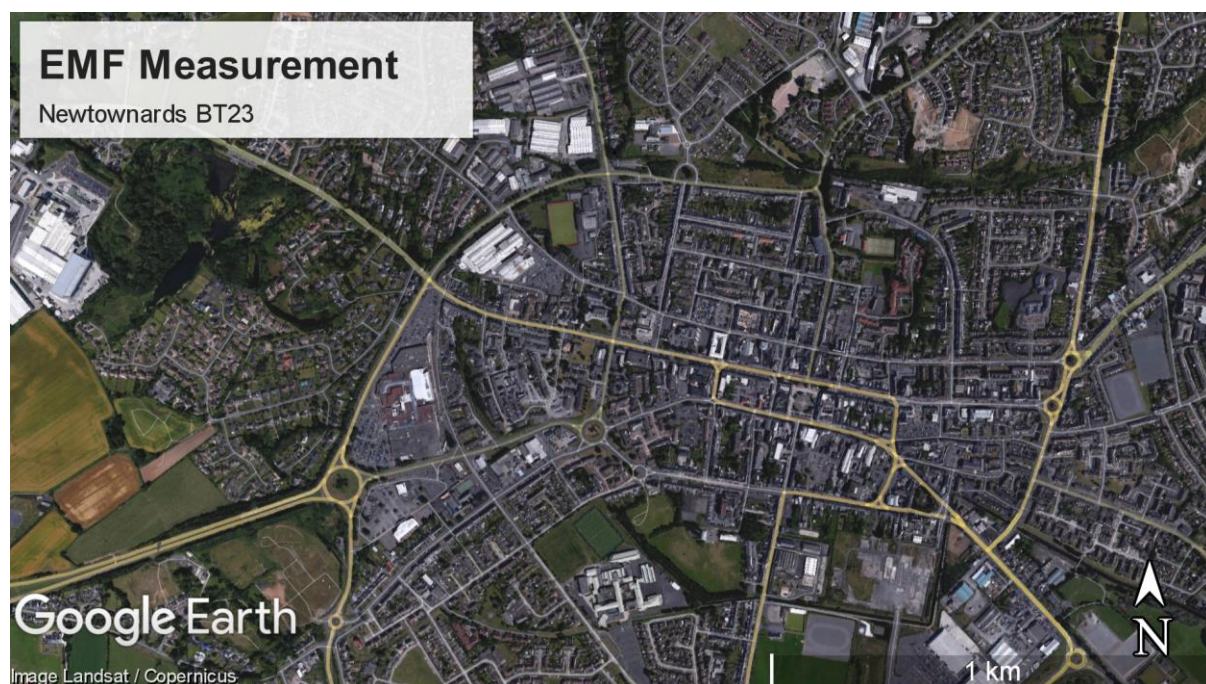 EMF Measurement
Newtownards BT23
Google Earth
Image Landsat / Copernicus
1 km
N